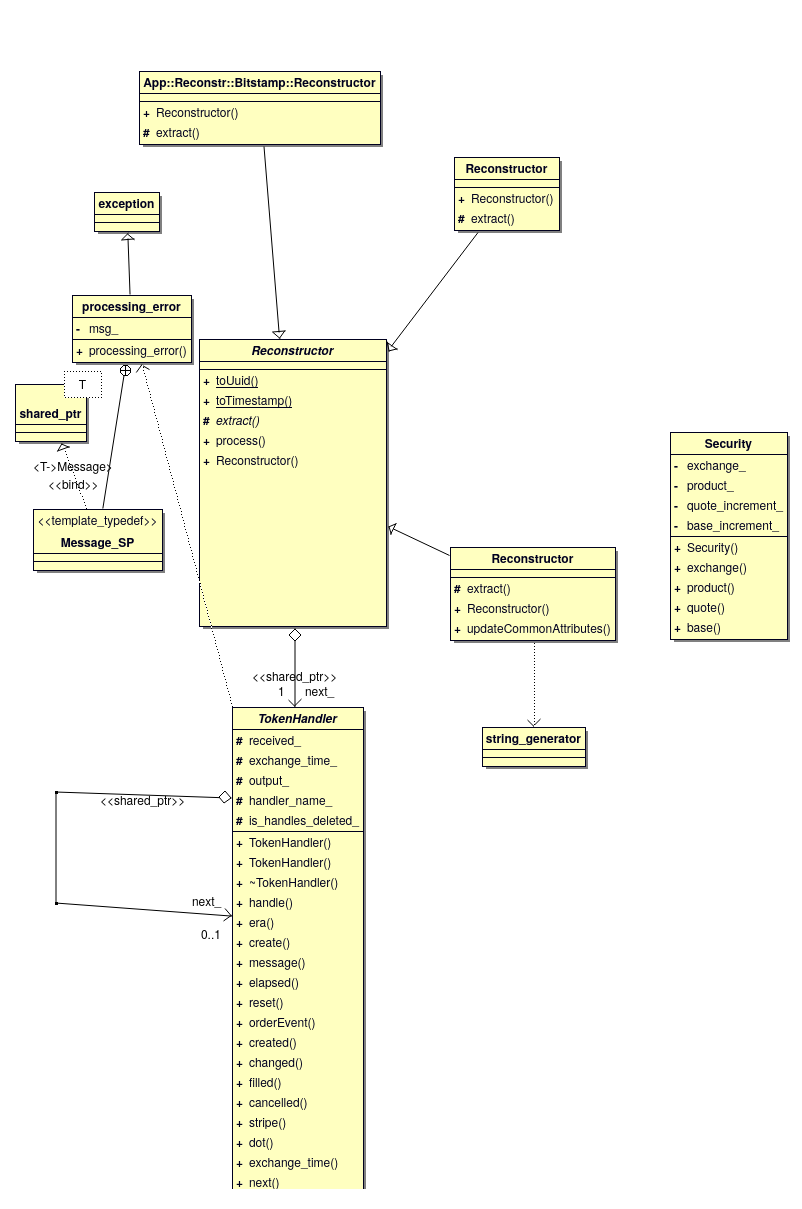 App::Reconstr::Bitstamp::Reconstructor
+ Reconstructor()
# extract()
Reconstructor
+ Reconstructor()
# extract()
exception
processing_error
- msg_
+ processing_error()
Reconstructor
+ toUuid()
+ toTimestamp()
# extract()
+ process()
+ Reconstructor()
T
shared_ptr
<T->Message>
<<bind>>
<<template_typedef>>
Message_SP
Security
- exchange_
- product_
- quote_increment_
- base_increment_
+ Security()
+ exchange()
+ product()
+ quote()
+ base()
Reconstructor
# extract()
+ Reconstructor()
+ updateCommonAttributes()
string_generator
<<shared_ptr>>
1 next_
TokenHandler
# received_
# exchange_time_
# output_
# handler_name_
# is_handles_deleted_
+ TokenHandler()
+ TokenHandler()
+ ~TokenHandler()
+ handle()
+ era()
+ create()
+ message()
+ elapsed()
+ reset()
+ orderEvent()
+ created()
+ changed()
+ filled()
+ cancelled()
+ stripe()
+ dot()
+ exchange_time()
+ next()
<<shared_ptr>>
next_
0..1